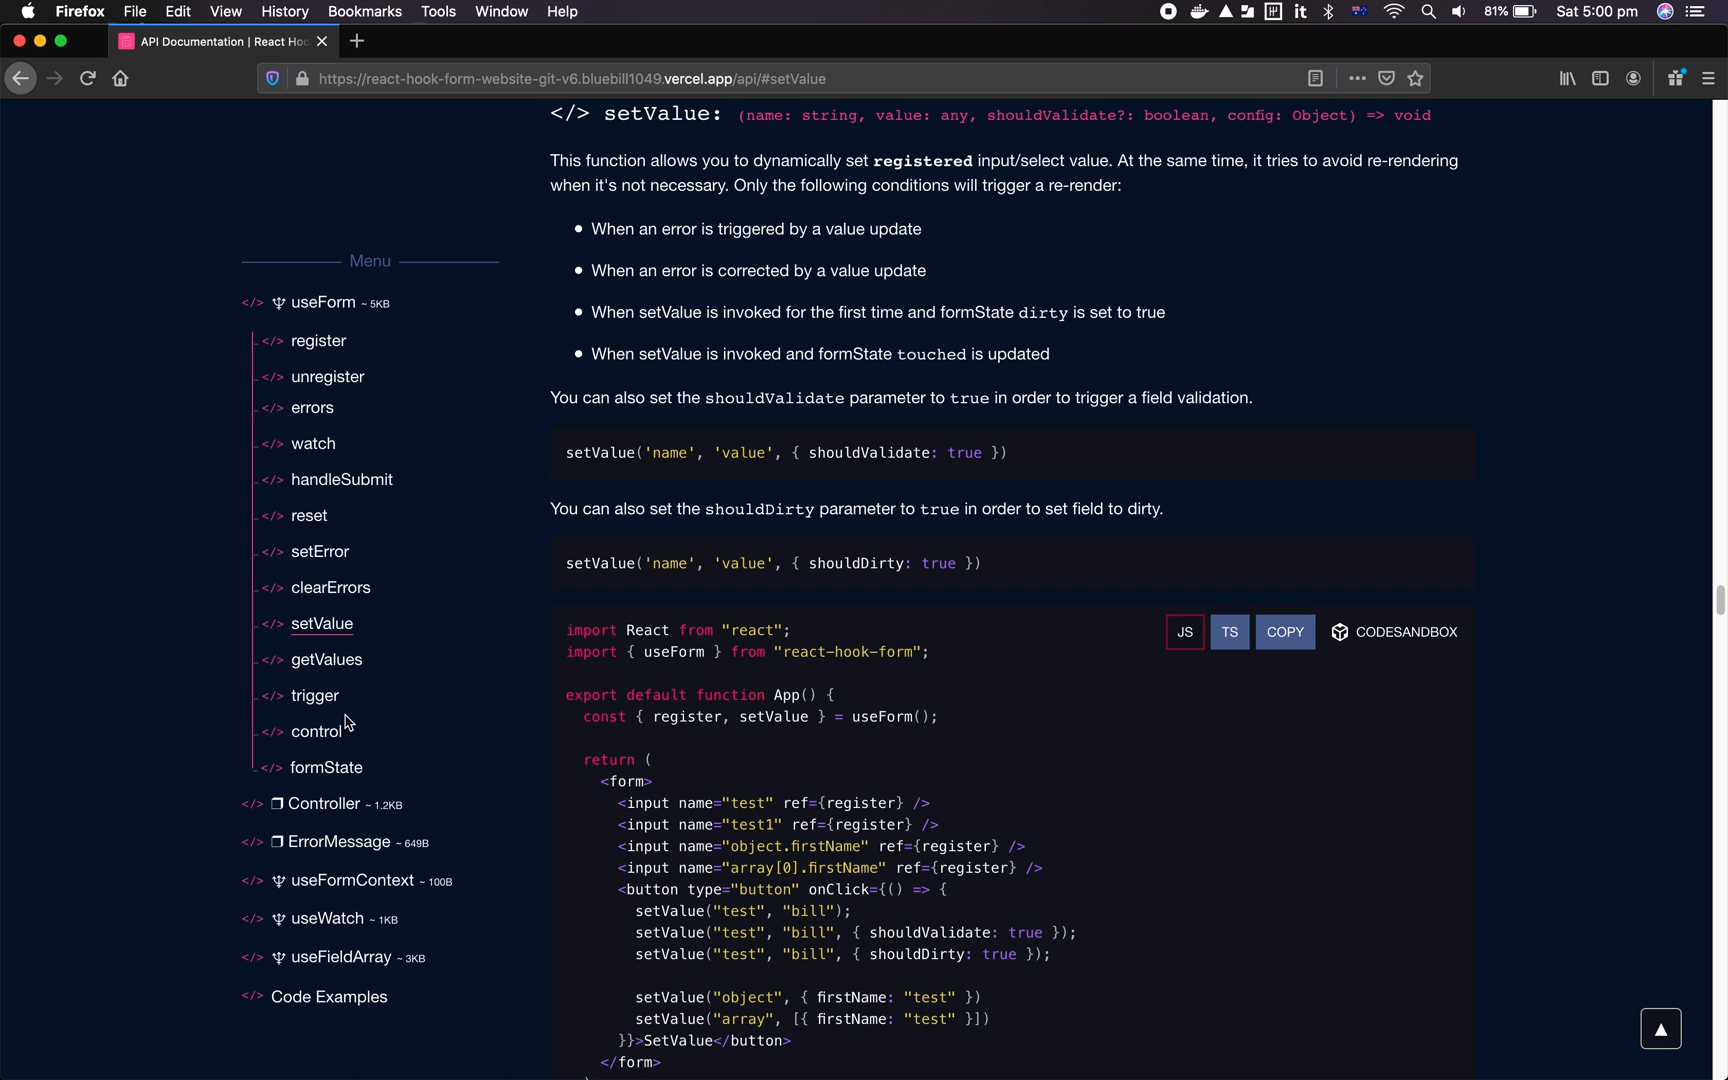 Firefox File Edit View History Bookmarks Tools Window Help
it 81% Sat 5:00 pm
API Documentation | React Hoo
https://react-hook-form-website-git-v6.bluebill1049.vercel.app/api/#setValue
</> setValue: (name: string, value: any, shouldValidate?: boolean, config: Object) => void
This function allows you to dynamically set registered input/select value. At the same time, it tries to avoid re-rendering
when it's not necessary. Only the following conditions will trigger a re-render:
When an error is triggered by a value update
When an error is corrected by a value update
When setValue is invoked for the first time and formState dirty is set to true
When setValue is invoked and formState touched is updated
You can also set the shouldValidate parameter to true in order to trigger a field validation.
setValue('name', 'value', { shouldValidate: true })
You can also set the shouldDirty parameter to true in order to set field to dirty.
setValue('name', 'value', { shouldDirty: true })
JS TS COPY CODESANDBOX
import React from "react";
import { useForm } from "react-hook-form";
export default function App() {
const { register, setValue } = useForm();
return (
<form>
<input name="test" ref={register} />
<input name="test1" ref={register} />
<input name="object.firstName" ref={register} />
<input name="array[0].firstName" ref={register} />
<button type="button" onClick={() => {
setValue("test", "bill");
setValue("test", "bill", { shouldValidate: true });
setValue("test", "bill", { shouldDirty: true });
setValue("object", { firstName: "test" })
setValue("array", [{ firstName: "test" }])
}}>SetValue</button>
</form>
Menu
</> useForm ~ 5KB
</> register
</> unregister
</> errors
</> watch
</> handleSubmit
</> reset
</> setError
</> clearErrors
</> setValue
</> getValues
</> trigger
</> control
</> formState
</> Controller ~ 1.2KB
</> ErrorMessage ~ 649B
</> useFormContext ~ 100B
</> useWatch ~ 1KB
</> useFieldArray ~ 3KB
</> Code Examples